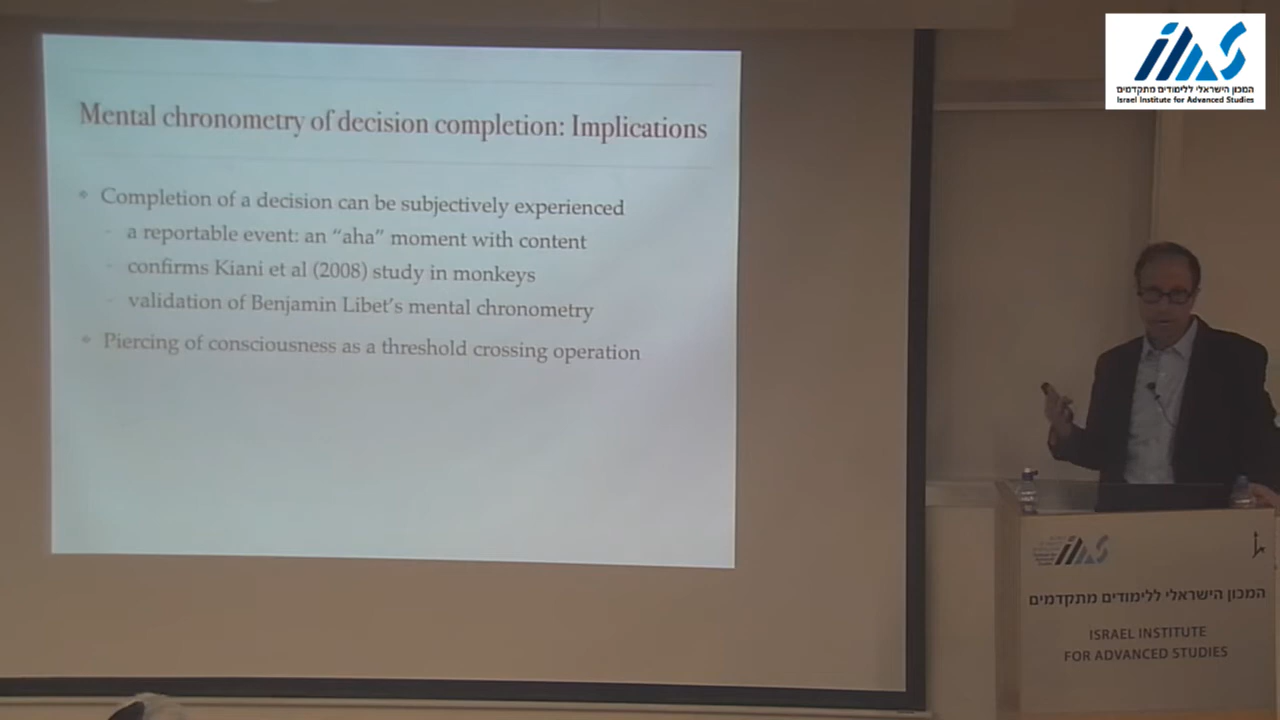 המכון הישראלי ללימודים מתקדמים
Israel Institute for Advanced Studies
Mental chronometry of decision completion: Implications
Completion of a decision can be subjectively experienced
- a reportable event: an “aha” moment with content
- confirms Kiani et al (2008) study in monkeys
- validation of Benjamin Libet’s mental chronometry
Piercing of consciousness as a threshold crossing operation
המכון הישראלי ללימודים מתקדמים
ISRAEL INSTITUTE
FOR ADVANCED STUDIES